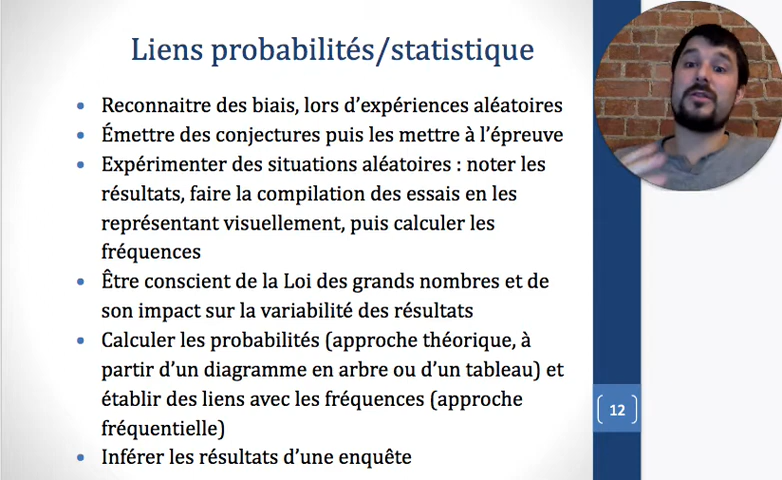 Liens probabilités/statistique
• Reconnaitre des biais, lors d’expériences aléatoires
• Émettre des conjectures puis les mettre à l’épreuve
• Expérimenter des situations aléatoires : noter les
résultats, faire la compilation des essais en les
représentant visuellement, puis calculer les
fréquences
• Être conscient de la Loi des grands nombres et de
son impact sur la variabilité des résultats
• Calculer les probabilités (approche théorique, à
partir d’un diagramme en arbre ou d’un tableau) et
établir des liens avec les fréquences (approche
fréquentielle)
• Inférer les résultats d’une enquête
12